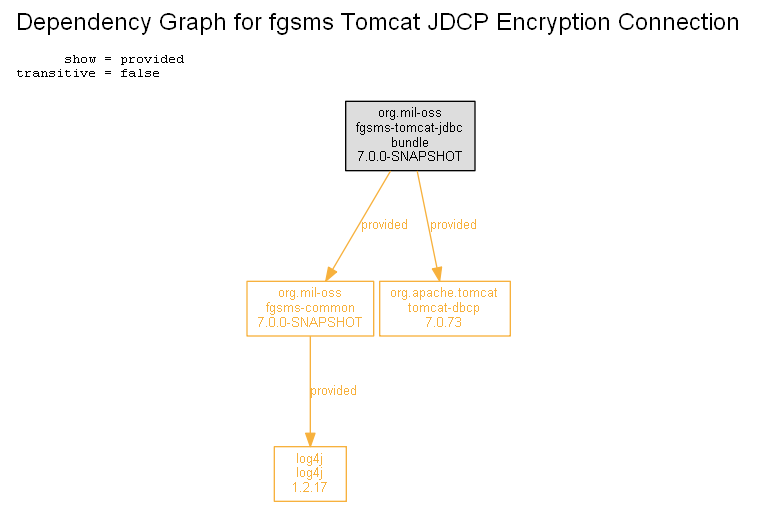 Dependency Graph for fgsms Tomcat JDCP Encryption Connection
show = provided
transitive = false
org.mil-oss
fgsms-tomcat-jdbc
bundle
7.0.0-SNAPSHOT
provided
provided
org.mil-oss
fgsms-common
7.0.0-SNAPSHOT
org.apache.tomcat
tomcat-dbcp
7.0.73
provided
log4j
log4j
1.2.17